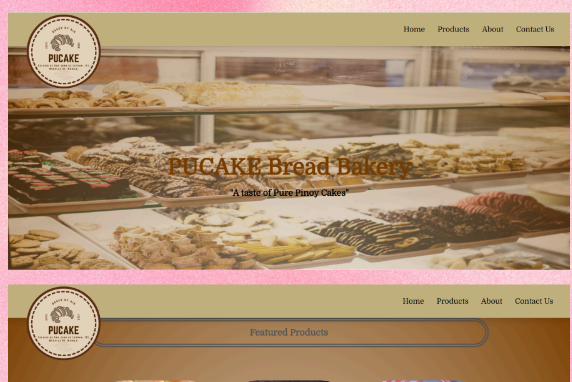 PUCAKE
Home Products About Contact Us
PUCAKE Bread Bakery
"A taste of Pure Pinoy Cakes"
PUCAKE
Home Products About Contact Us
Featured Products